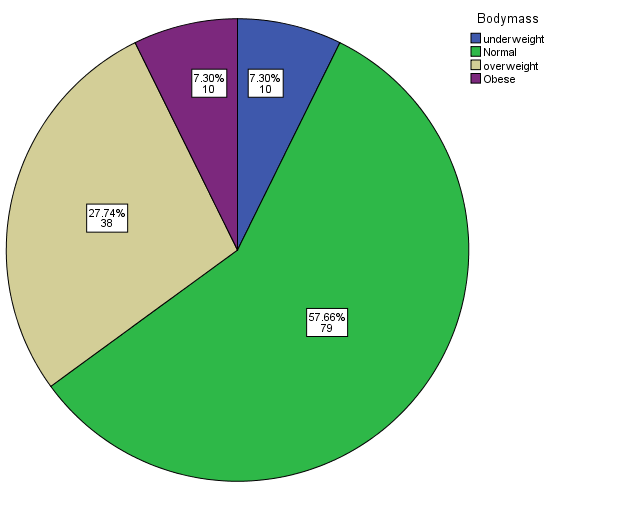 Bodymass
underweight
Normal
overweight
Obese
7.30%
10
7.30%
10
27.74%
38
57.66%
79